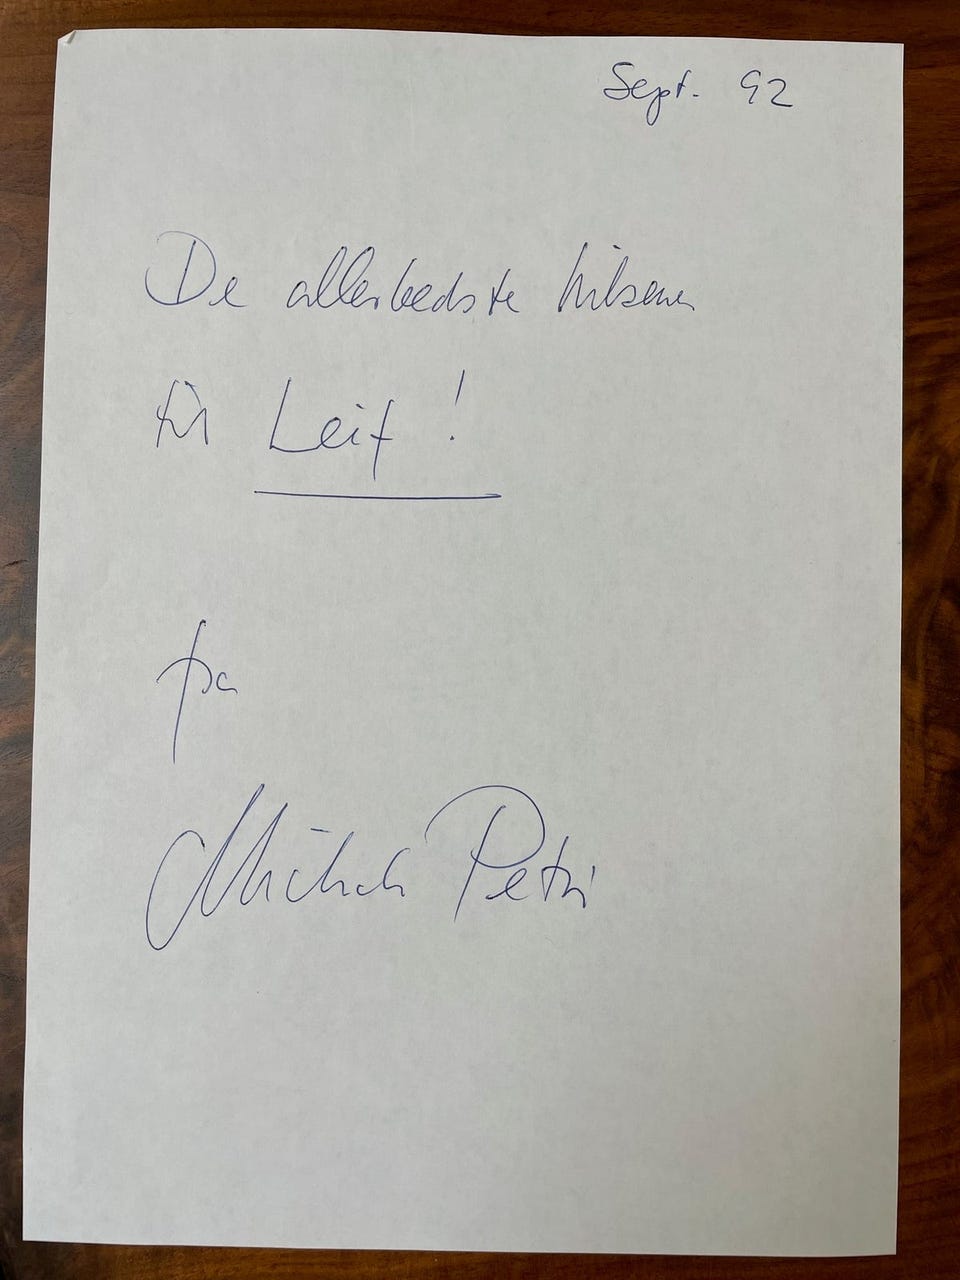 Sept. 92
De allerbedste hilsener
til Leif!
fra
Michala Petri